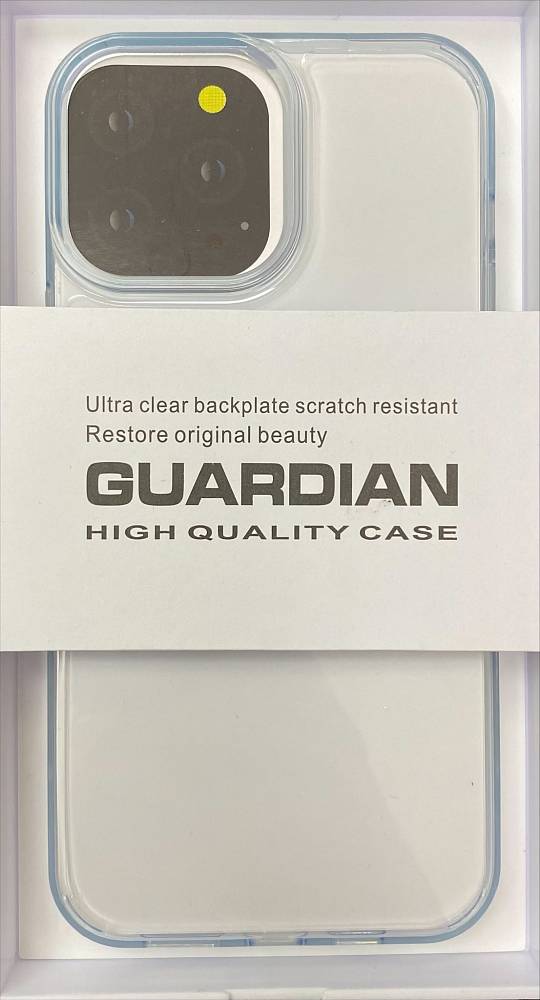 Ultra clear backplate scratch resistant
Restore original beauty
GUARDIAN
HIGH QUALITY CASE